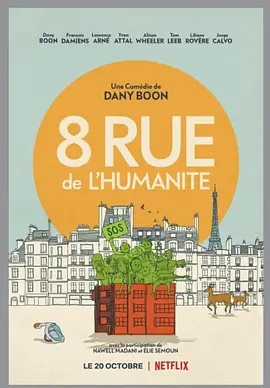 Dany BOON
François DAMIENS
Laurence ARNÉ
Yvan ATTAL
Alison WHEELER
Tom LEEB
Liliane ROVÈRE
Jorge CALVO
Une Comédie de
DANY BOON
8 RUE
de L'HUMANITE
SOS
avec la participation de
NAWELL MADANI et ÉLIE SEMOUN
LE 20 OCTOBRE | NETFLIX